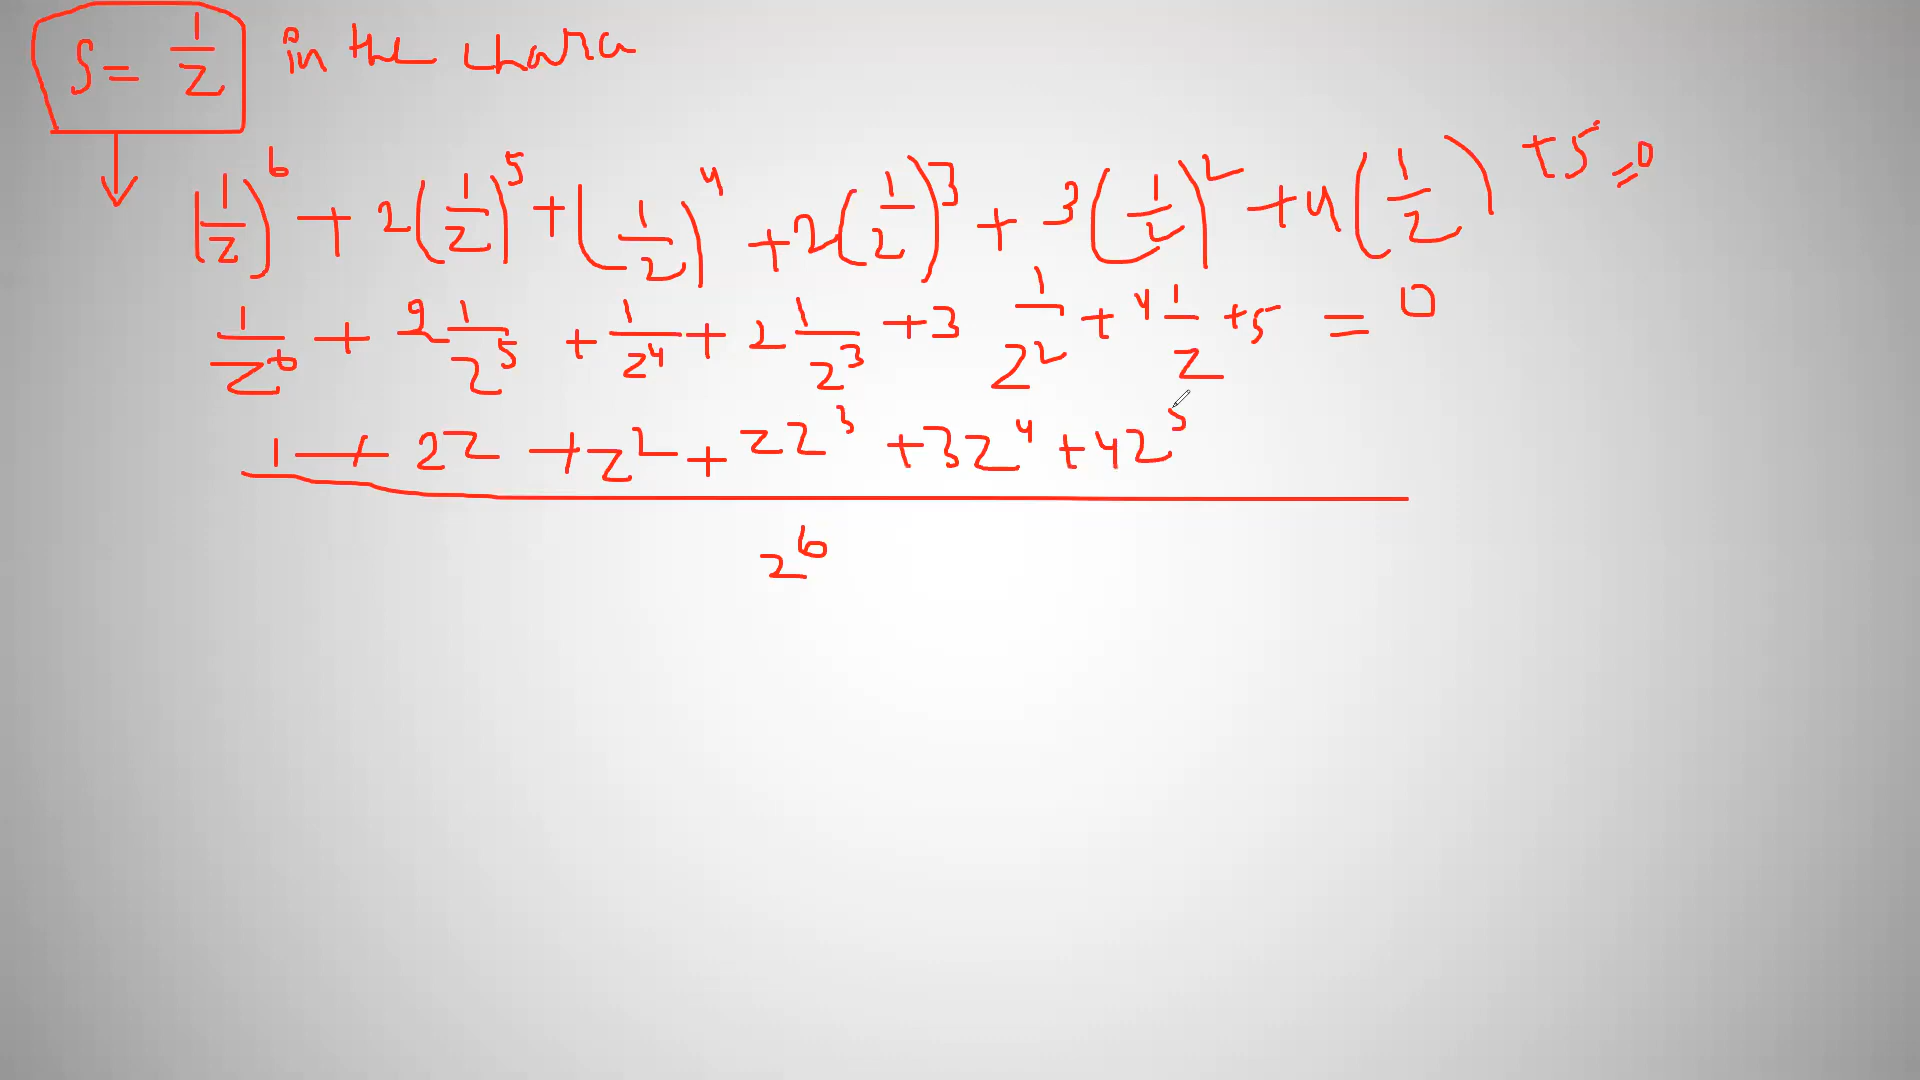 S = 1/z in the chara
(1/z)^6 + 2(1/z)^5 + (1/z)^4 + 2(1/z)^3 + 3(1/z)^2 + 4(1/z) + 5 = 0
1/z^6 + 2 1/z^5 + 1/z^4 + 2 1/z^3 + 3 1/z^2 + 4 1/z + 5 = 0
1 + 2z + z^2 + 2z^3 + 3z^4 + 4z^5
z^6